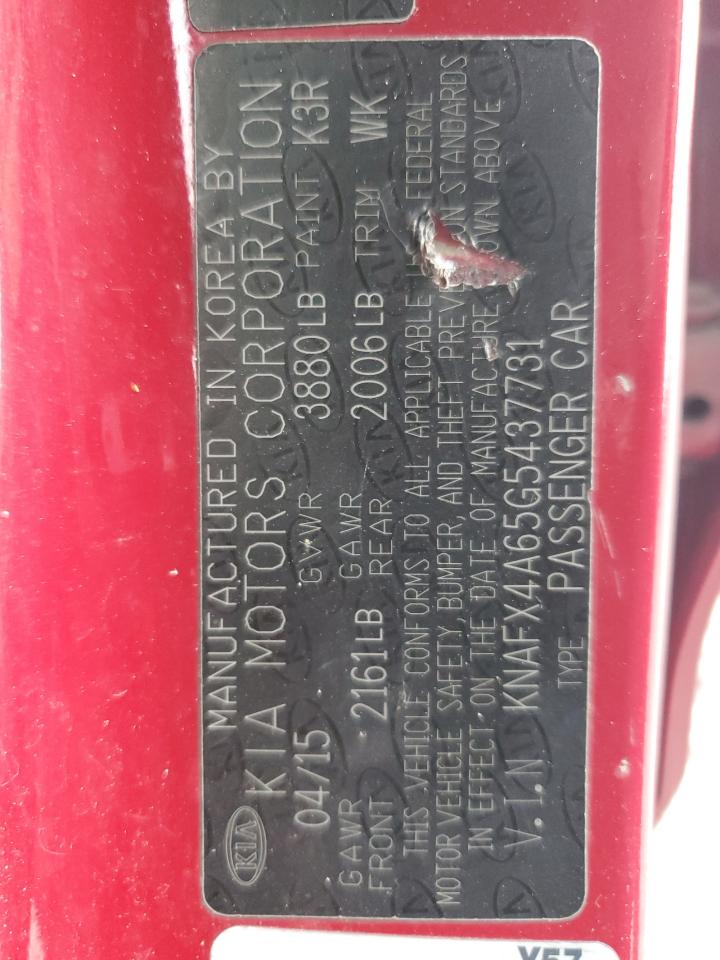 MANUFACTURED IN KOREA BY
KIA MOTORS CORPORATION
04/15 GVWR 3880LB PAINT K3R
GAWR FRONT 2161LB GAWR REAR 2006LB TRIM WK
THIS VEHICLE CONFORMS TO ALL APPLICABLE FEDERAL
MOTOR VEHICLE SAFETY, BUMPER, AND THEFT STANDARDS
IN EFFECT ON THE DATE OF MANUFACTURE ABOVE
V.I.N KNAFX4A65G5437731
TYPE PASSENGER CAR
KIA